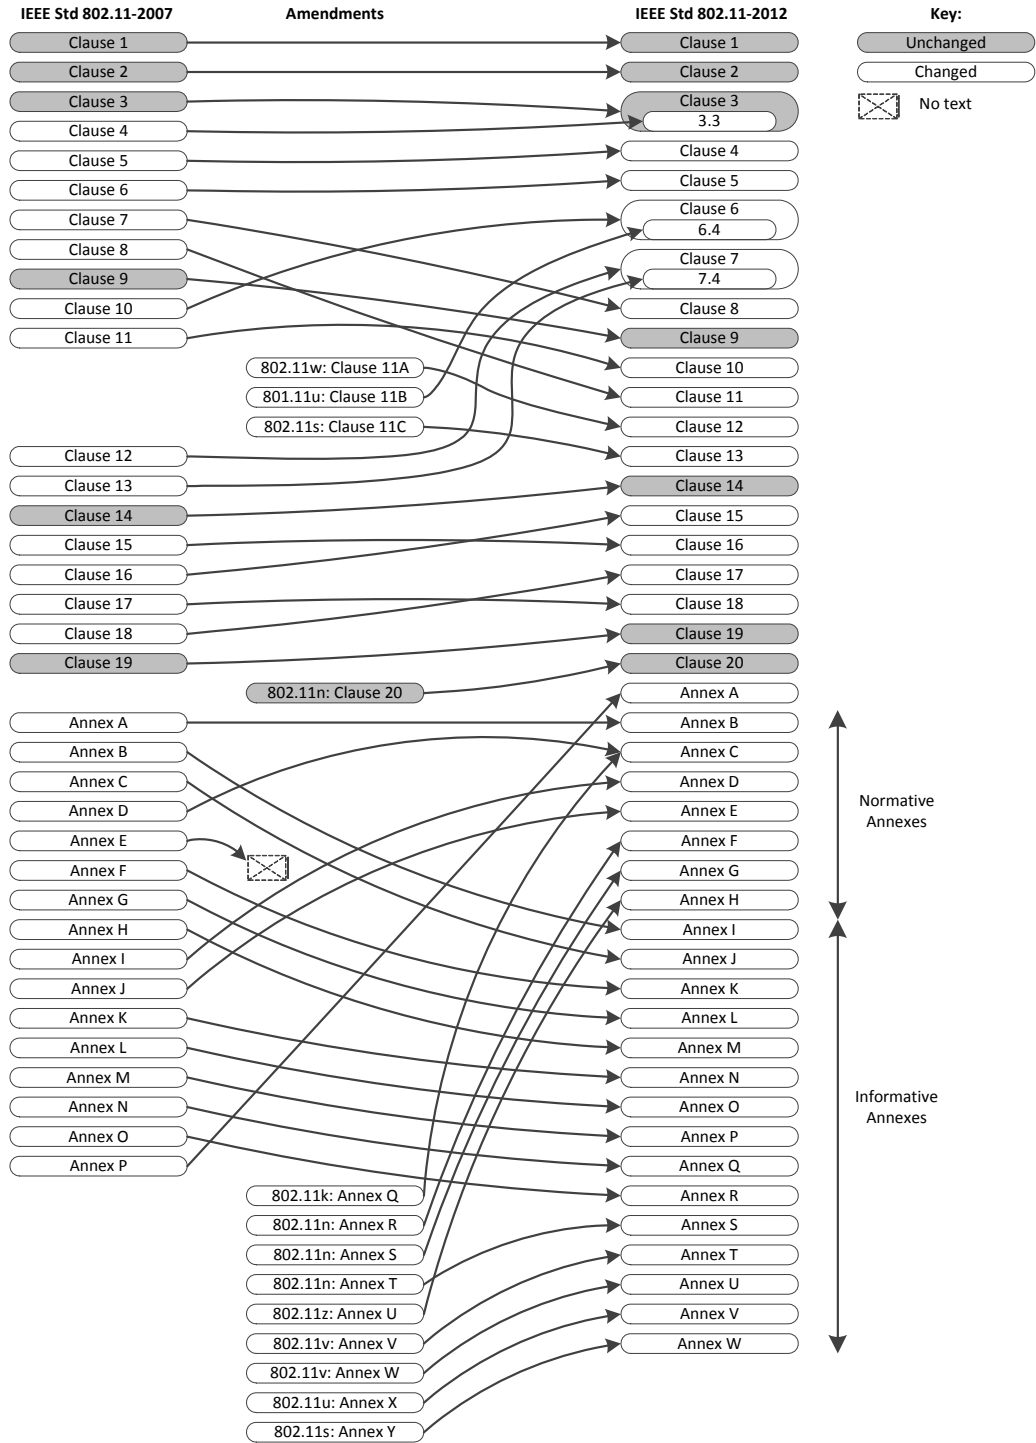 IEEE Std 802.11-2007 Amendments IEEE Std 802.11-2012 Key:
Clause 1 Clause 1 Unchanged
Clause 2 Clause 2 Changed
Clause 3 Clause 3 No text
Clause 4 3.3
Clause 5 Clause 4
Clause 6 Clause 5
Clause 7 Clause 6
6.4
Clause 8 Clause 7
Clause 9 7.4
Clause 10 Clause 8
Clause 11 Clause 9
802.11w: Clause 11A Clause 10
801.11u: Clause 11B Clause 11
802.11s: Clause 11C Clause 12
Clause 12 Clause 13
Clause 13 Clause 14
Clause 14 Clause 15
Clause 15 Clause 16
Clause 16 Clause 17
Clause 17 Clause 18
Clause 18 Clause 19
Clause 19 Clause 20
802.11n: Clause 20 Annex A
Annex A Annex B
Annex B Annex C
Annex C Annex D
Annex D Annex E
Normative
Annexes
Annex E Annex F
Annex F Annex G
Annex G Annex H
Annex H Annex I
Annex I Annex J
Annex J Annex K
Annex K Annex L
Annex L Annex M
Annex M Annex N
Annex N Annex O
Informative
Annexes
Annex O Annex P
Annex P Annex Q
802.11k: Annex Q Annex R
802.11n: Annex R Annex S
802.11n: Annex S Annex T
802.11n: Annex T Annex U
802.11z: Annex U Annex V
802.11v: Annex V Annex W
802.11v: Annex W
802.11u: Annex X
802.11s: Annex Y